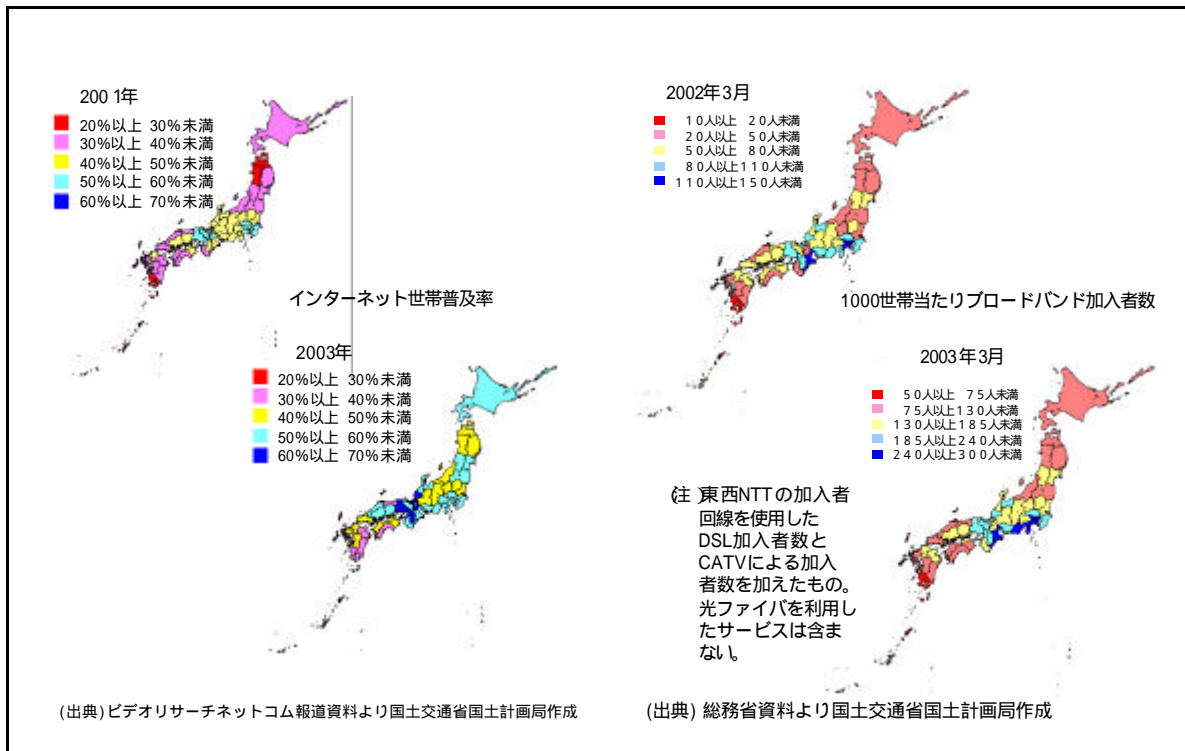 2001年
20%以上 30%未満
30%以上 40%未満
40%以上 50%未満
50%以上 60%未満
60%以上 70%未満
インターネット世帯普及率
2003年
20%以上 30%未満
30%以上 40%未満
40%以上 50%未満
50%以上 60%未満
60%以上 70%未満
(出典)ビデオリサーチネットコム報道資料より国土交通省国土計画局作成
2002年3月
10人以上 20人未満
20人以上 50人未満
50人以上 80人未満
80人以上110人未満
110人以上150人未満
1000世帯当たりブロードバンド加入者数
2003年3月
50人以上 75人未満
75人以上130人未満
130人以上185人未満
185人以上240人未満
240人以上300人未満
(注)東西NTTの加入者
回線を使用した
DSL加入者数と
CATVによる加入
者数を加えたもの。
光ファイバを利用し
たサービスは含ま
ない。
(出典) 総務省資料より国土交通省国土計画局作成